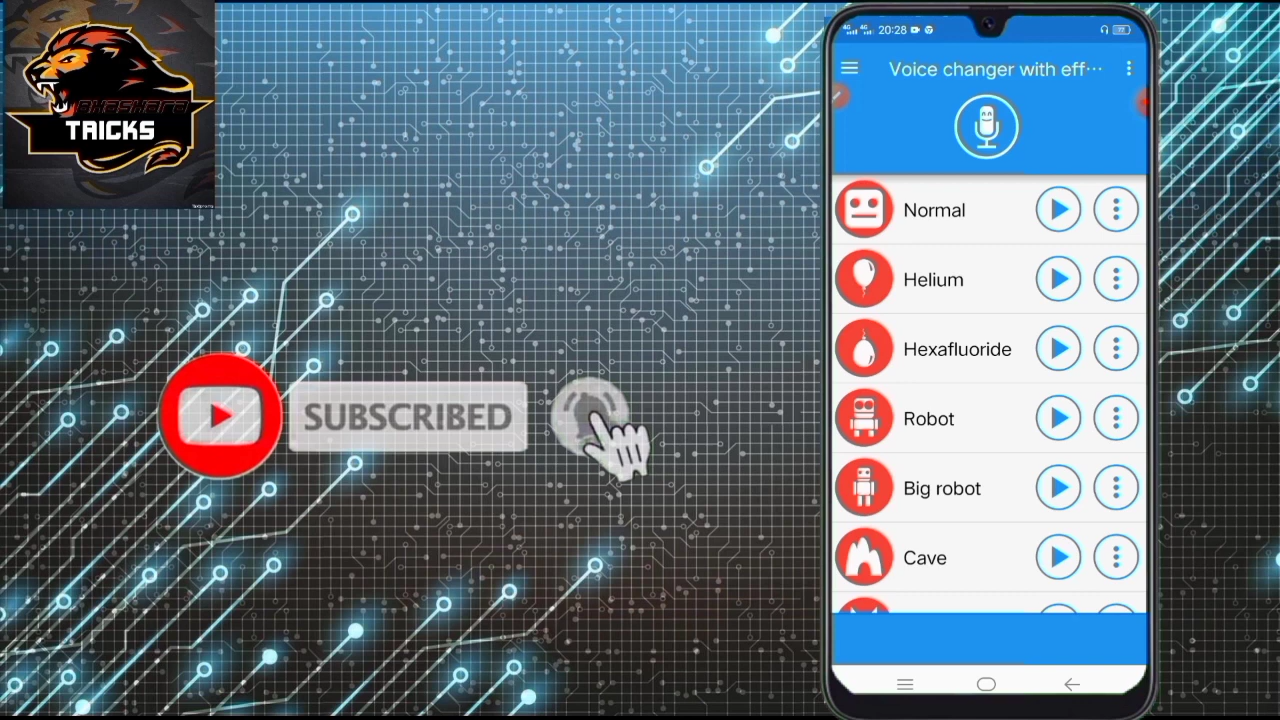 TRICKS
SUBSCRIBED
20:28
Voice changer with eff...
Normal
Helium
Hexafluoride
Robot
Big robot
Cave